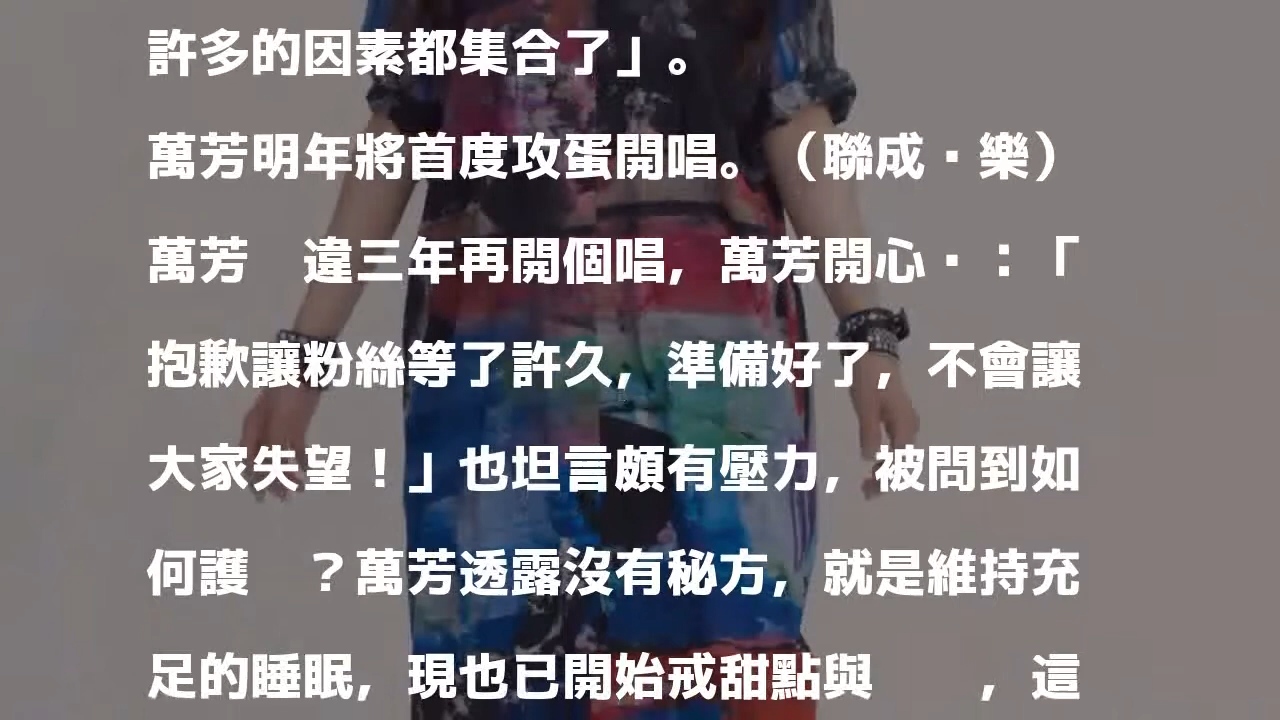 許多的因素都集合了」。
萬芳明年將首度攻蛋開唱。（聯成·樂）
萬芳　違三年再開個唱，萬芳開心·：「
抱歉讓粉絲等了許久，準備好了，不會讓
大家失望！」也坦言頗有壓力，被問到如
何護　？萬芳透露沒有秘方，就是維持充
足的睡眠，現也已開始戒甜點與　　，這